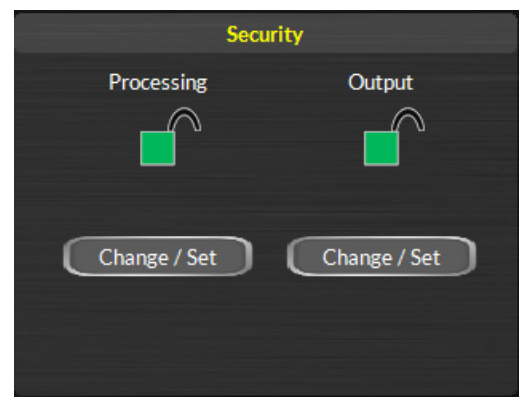 Security
Processing Output
Change / Set Change / Set